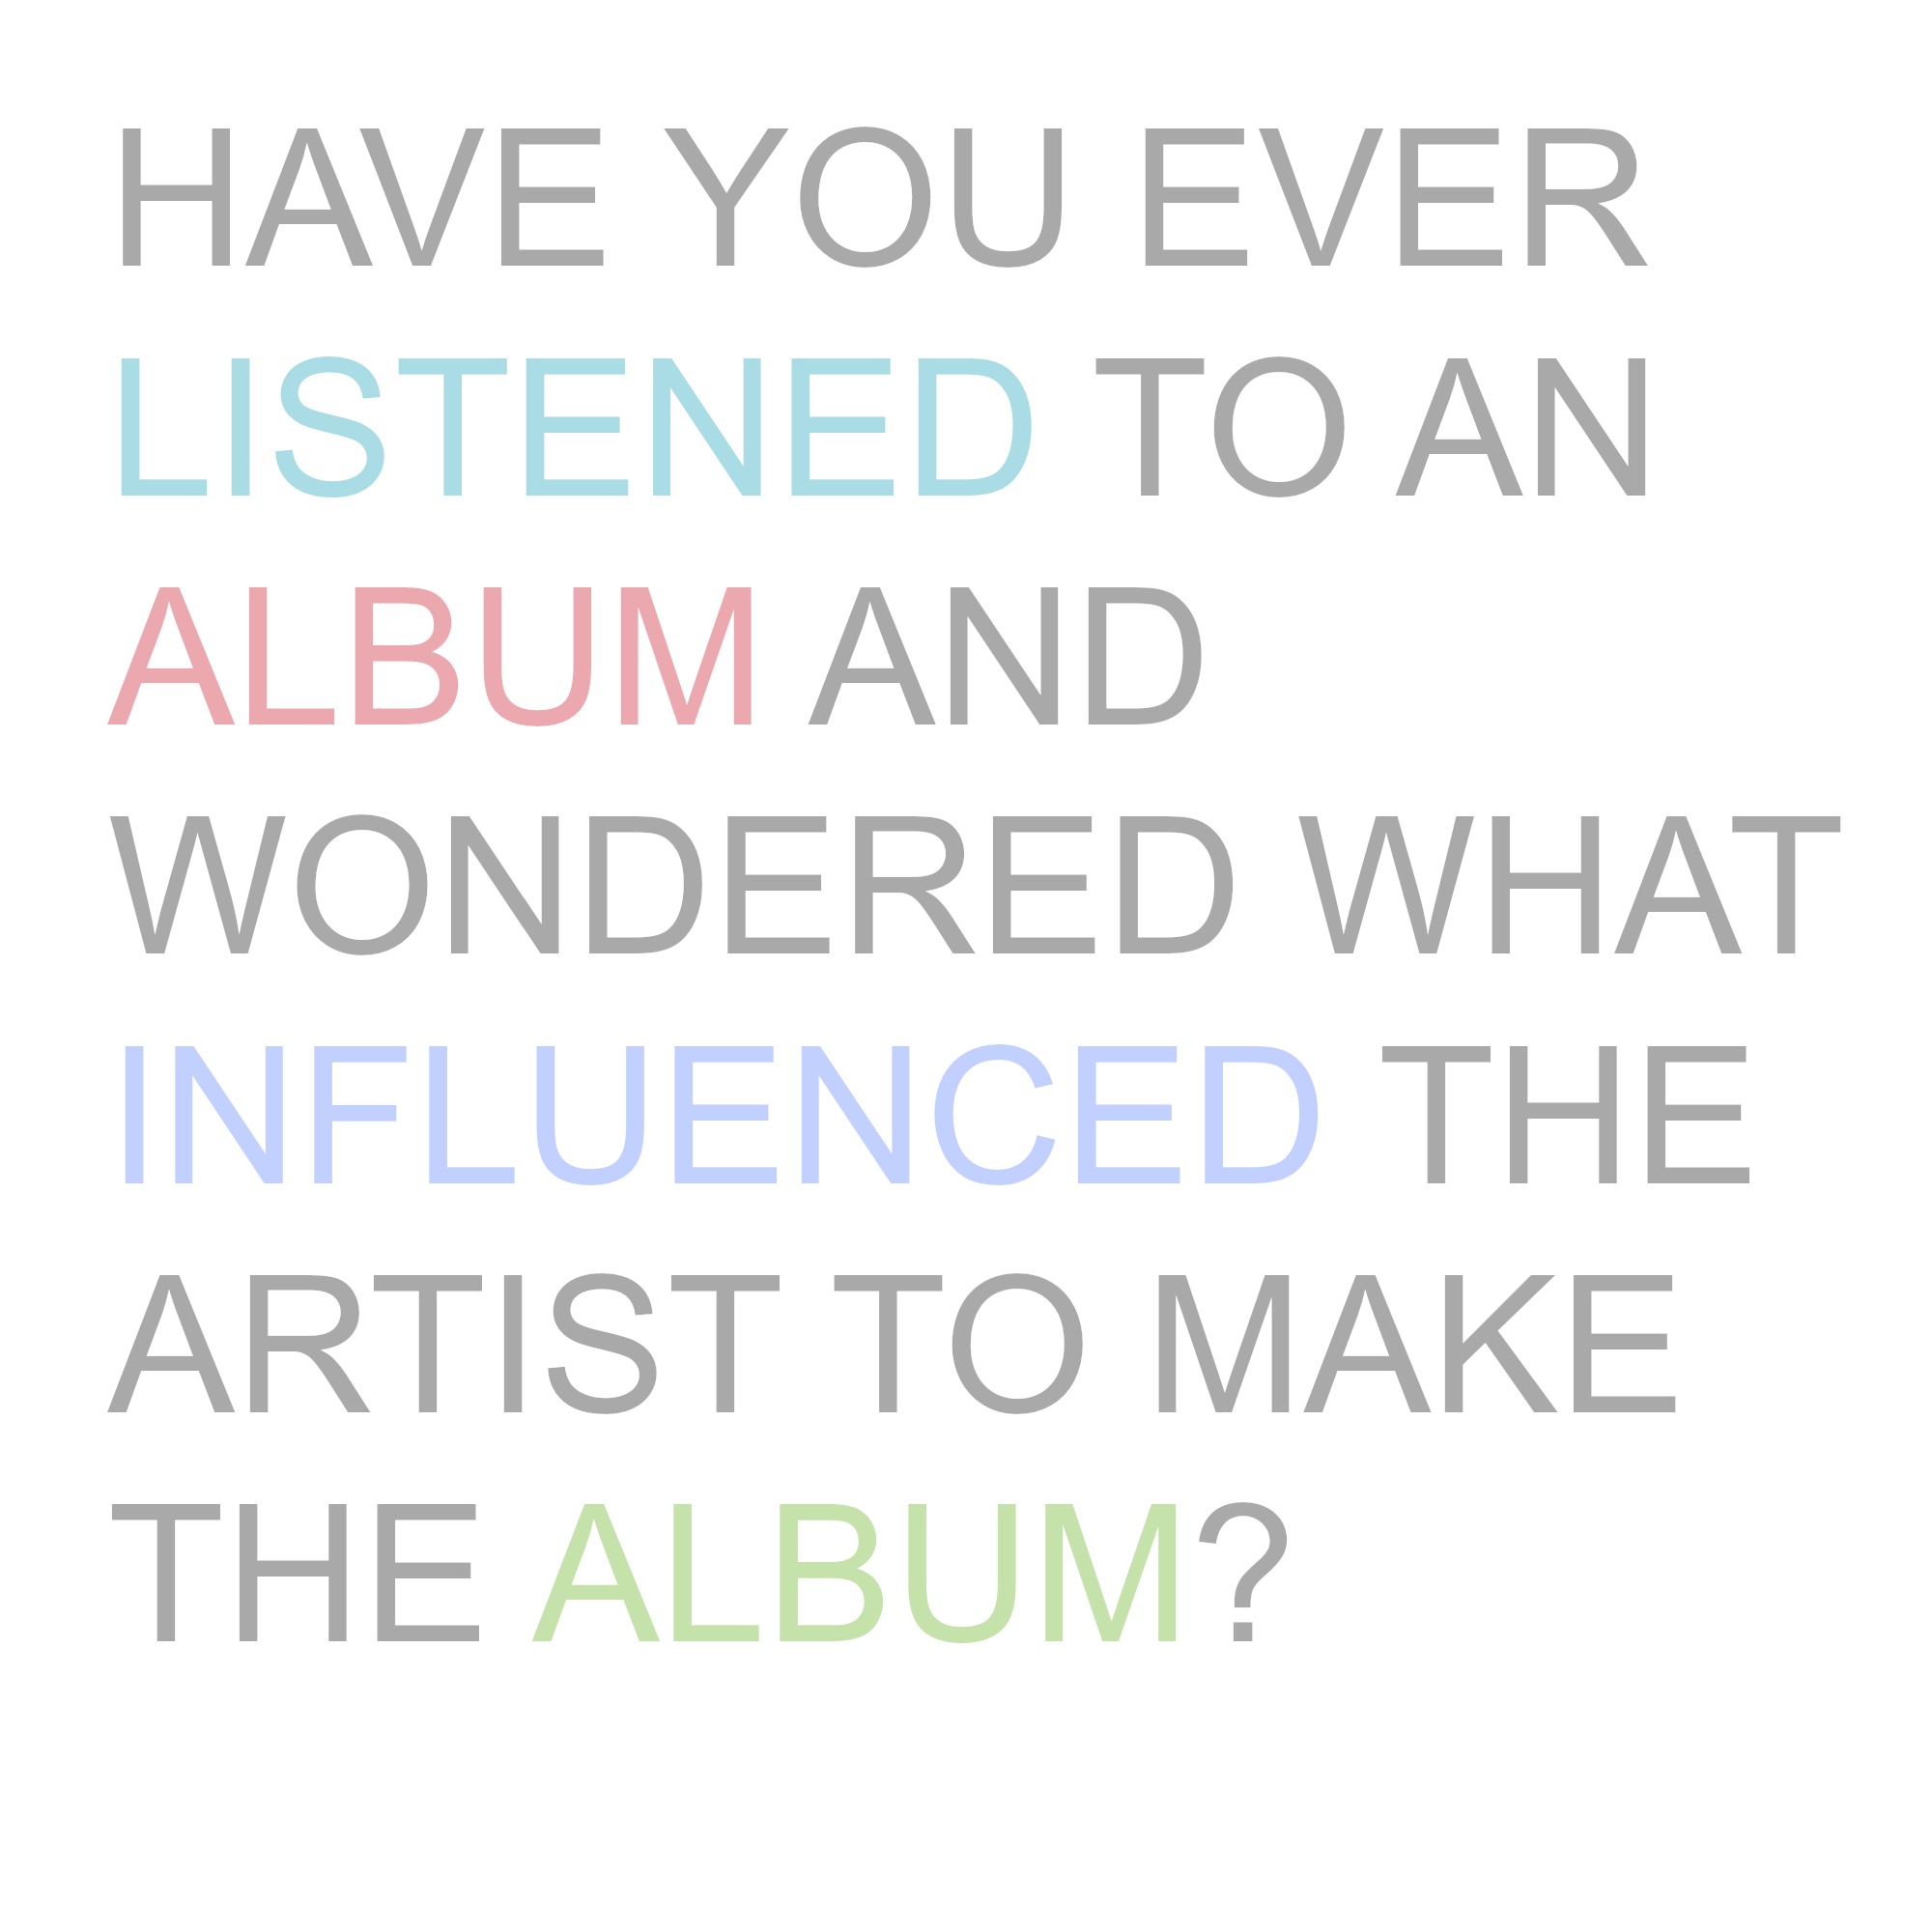 HAVE YOU EVER
LISTENED TO AN
ALBUM AND
WONDERED WHAT
INFLUENCED THE
ARTIST TO MAKE
THE ALBUM?